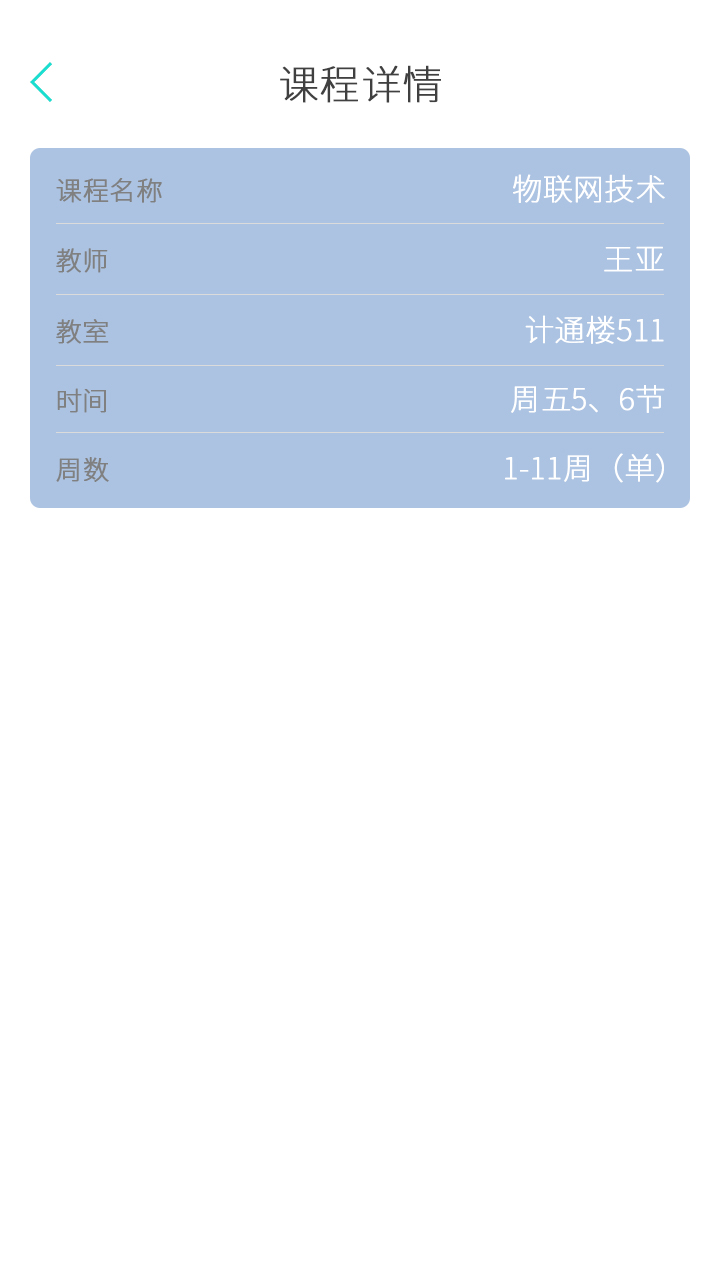 课程详情
课程名称 物联网技术
教师 王亚
教室 计通楼511
时间 周五5、6节
周数 1-11周（单）